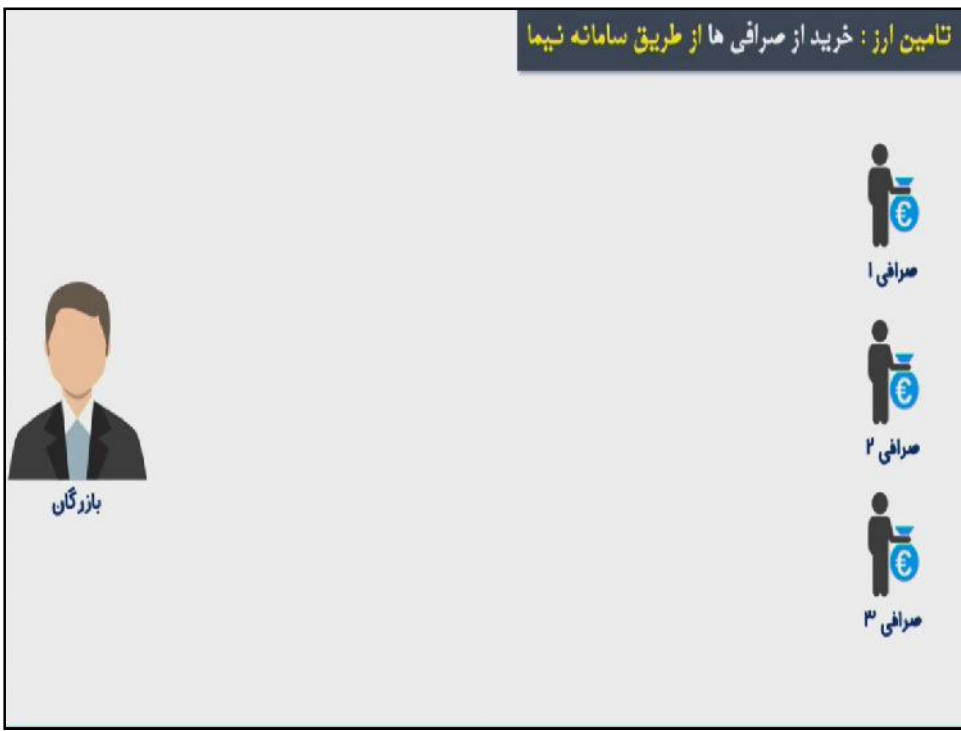 تامین ارز : خرید از صرافی ها از طریق سامانه نیما
صرافی ۱
صرافی ۲
بازرگان
صرافی ۳